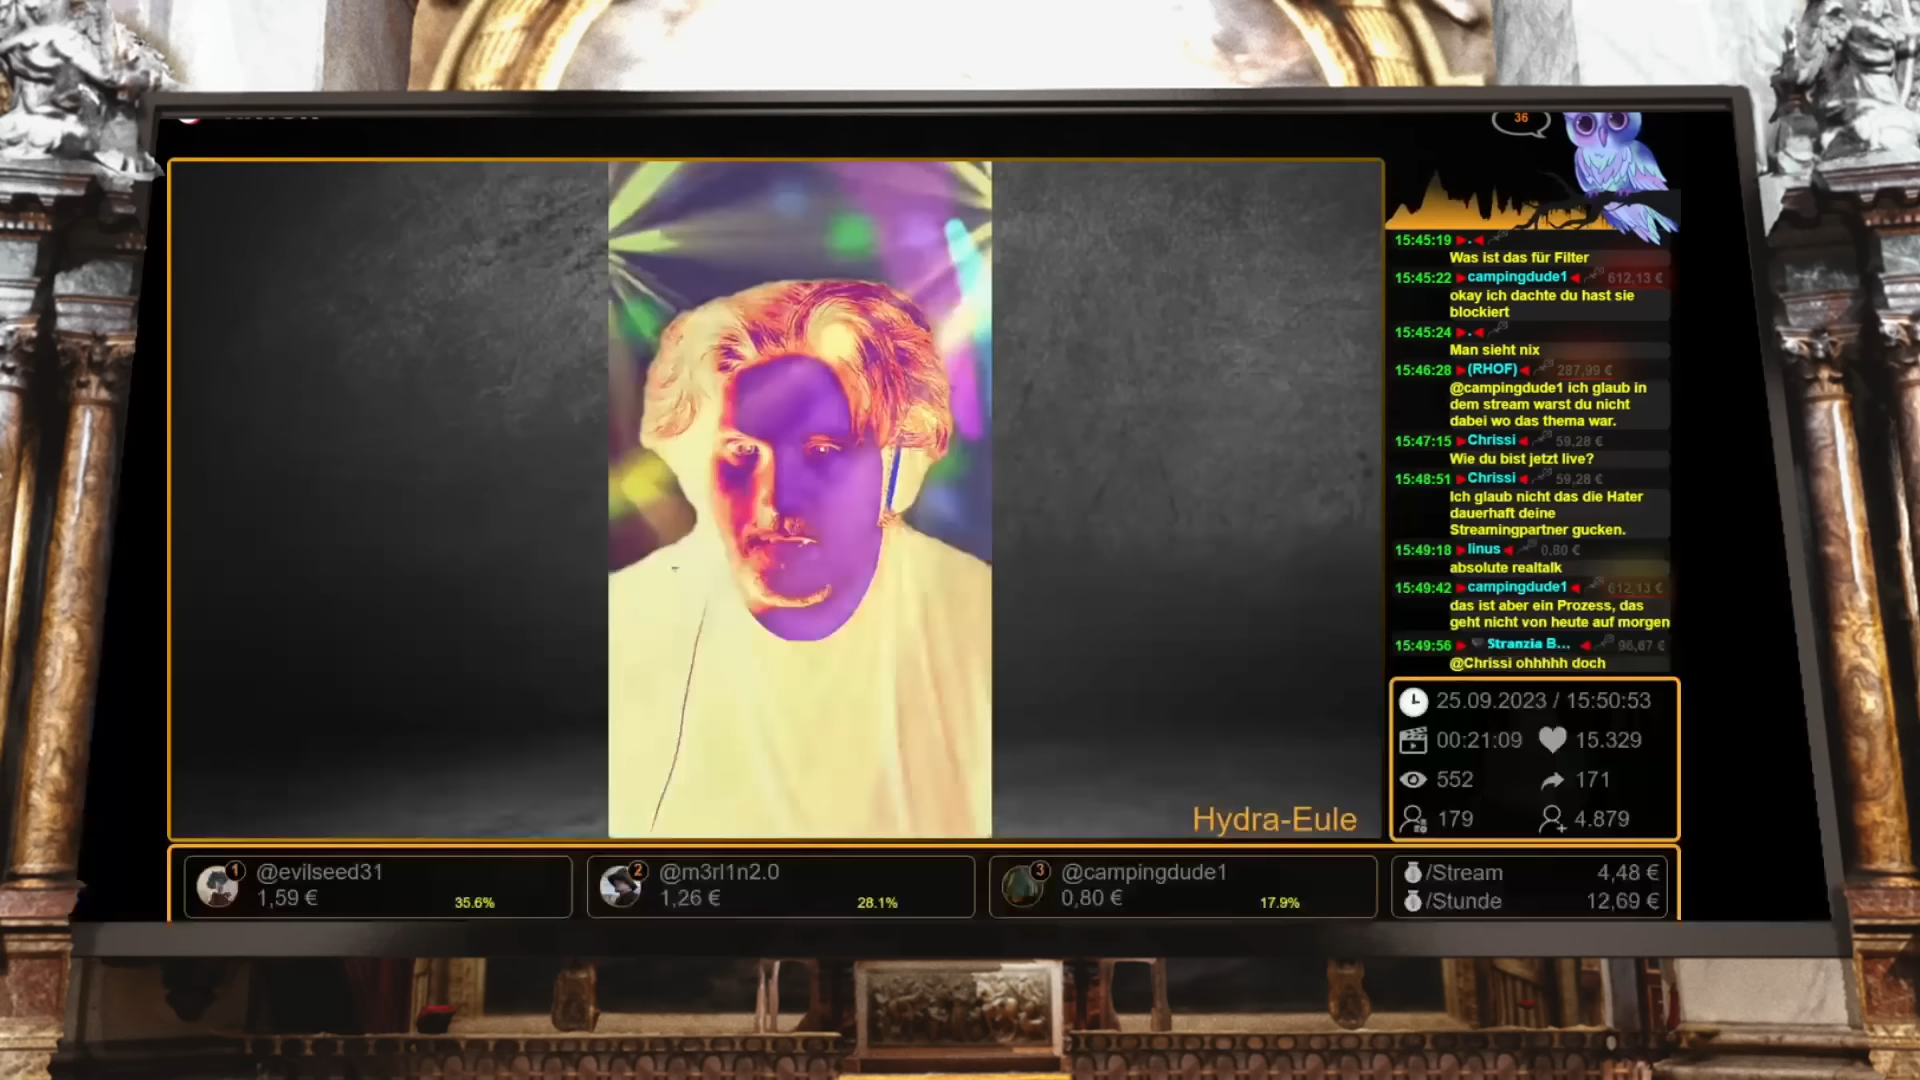 36
15:45:19 ▶.◀
Was ist das für Filter
15:45:22 ▶campingdude1◀ 612,13 €
okay ich dachte du hast sie
blockiert
15:45:24 ▶.◀
Man sieht nix
15:46:28 ▶(RHOF)◀ 287,99 €
@campingdude1 ich glaub in
dem stream warst du nicht
dabei wo das thema war.
15:47:15 ▶Chrissi◀ 59,28 €
Wie du bist jetzt live?
15:48:51 ▶Chrissi◀ 59,28 €
Ich glaub nicht das die Hater
dauerhaft deine
Streamingpartner gucken.
15:49:18 ▶linus◀ 0,80 €
absolute realtalk
15:49:42 ▶campingdude1◀ 612,13 €
das ist aber ein Prozess, das
geht nicht von heute auf morgen
15:49:56 ▶ Stranzia B... ◀ 96,67 €
@Chrissi ohhhhh doch
25.09.2023 / 15:50:53
00:21:09 15.329
552 171
179 4.879
Hydra-Eule
1 @evilseed31
1,59 € 35.6%
2 @m3rl1n2.0
1,26 € 28.1%
3 @campingdude1
0,80 € 17.9%
/Stream 4,48 €
/Stunde 12,69 €